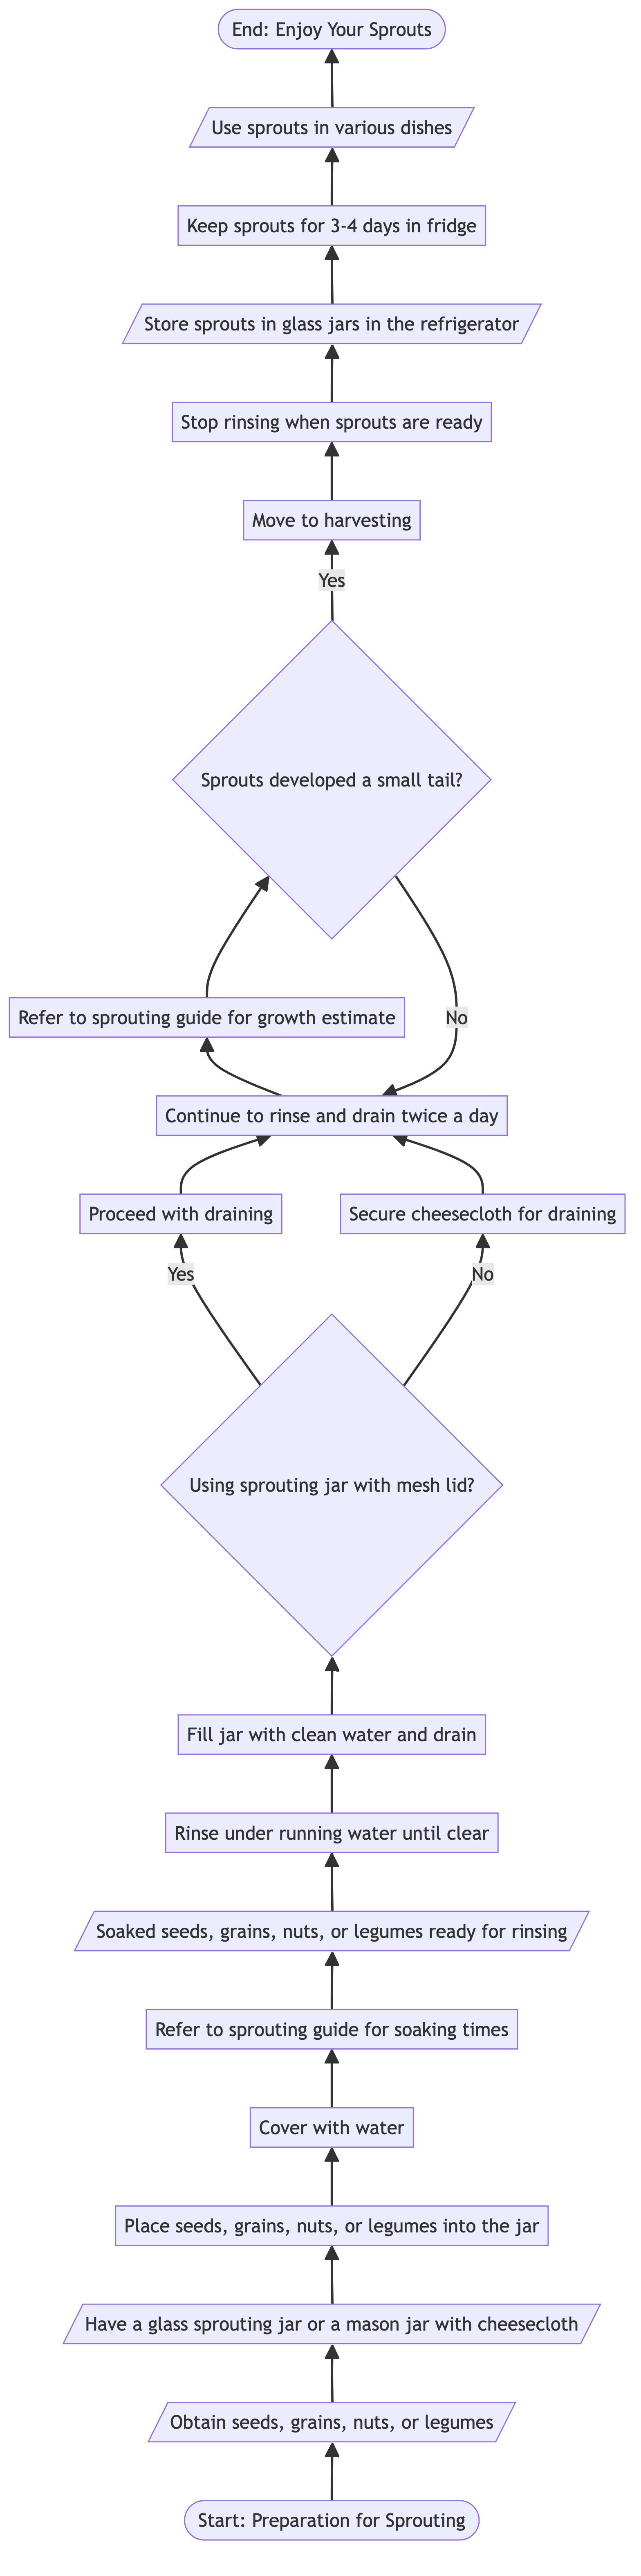 End: Enjoy Your Sprouts
Use sprouts in various dishes
Keep sprouts for 3-4 days in fridge
Store sprouts in glass jars in the refrigerator
Stop rinsing when sprouts are ready
Move to harvesting
Yes
Sprouts developed a small tail?
Refer to sprouting guide for growth estimate
No
Continue to rinse and drain twice a day
Proceed with draining
Secure cheesecloth for draining
Yes
No
Using sprouting jar with mesh lid?
Fill jar with clean water and drain
Rinse under running water until clear
Soaked seeds, grains, nuts, or legumes ready for rinsing
Refer to sprouting guide for soaking times
Cover with water
Place seeds, grains, nuts, or legumes into the jar
Have a glass sprouting jar or a mason jar with cheesecloth
Obtain seeds, grains, nuts, or legumes
Start: Preparation for Sprouting